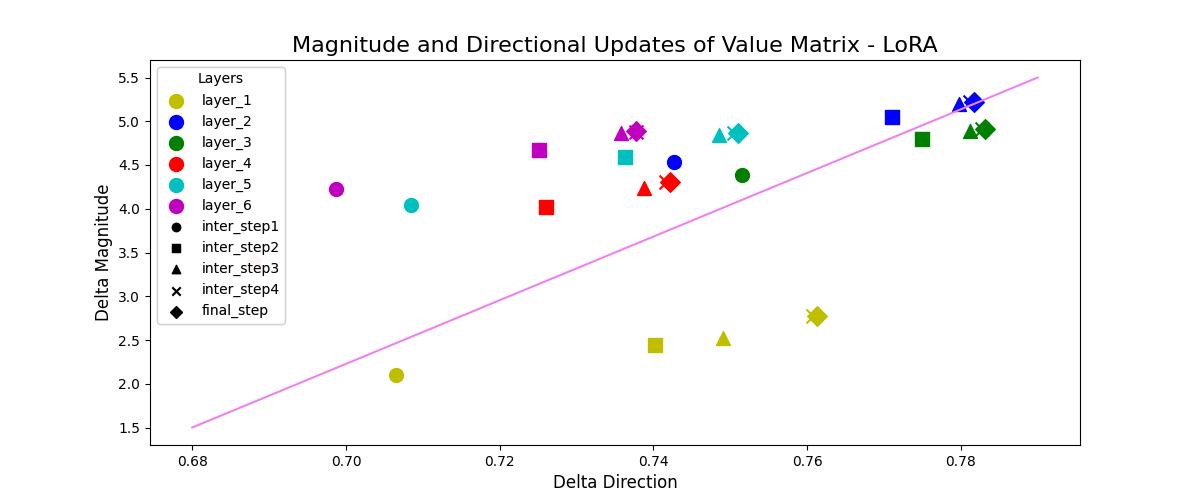 Magnitude and Directional Updates of Value Matrix - LoRA
Delta Magnitude
5.5
5.0
4.5
4.0
3.5
3.0
2.5
2.0
1.5
Layers
layer_1
layer_2
layer_3
layer_4
layer_5
layer_6
inter_step1
inter_step2
inter_step3
inter_step4
final_step
0.68 0.70 0.72 0.74 0.76 0.78
Delta Direction